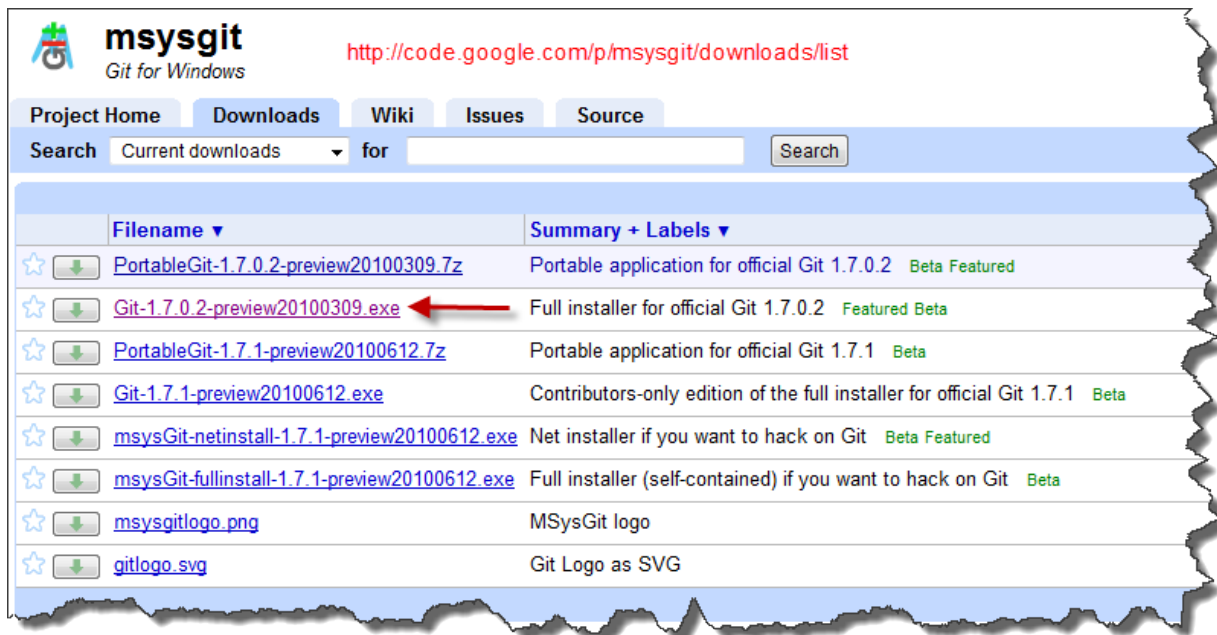 msysgit
Git for Windows
http://code.google.com/p/msysgit/downloads/list
Project Home Downloads Wiki Issues Source
Search Current downloads for Search
Filename ▼ Summary + Labels ▼
PortableGit-1.7.0.2-preview20100309.7z Portable application for official Git 1.7.0.2 Beta Featured
Git-1.7.0.2-preview20100309.exe Full installer for official Git 1.7.0.2 Featured Beta
PortableGit-1.7.1-preview20100612.7z Portable application for official Git 1.7.1 Beta
Git-1.7.1-preview20100612.exe Contributors-only edition of the full installer for official Git 1.7.1 Beta
msysGit-netinstall-1.7.1-preview20100612.exe Net installer if you want to hack on Git Beta Featured
msysGit-fullinstall-1.7.1-preview20100612.exe Full installer (self-contained) if you want to hack on Git Beta
msysgitlogo.png MSysGit logo
gitlogo.svg Git Logo as SVG